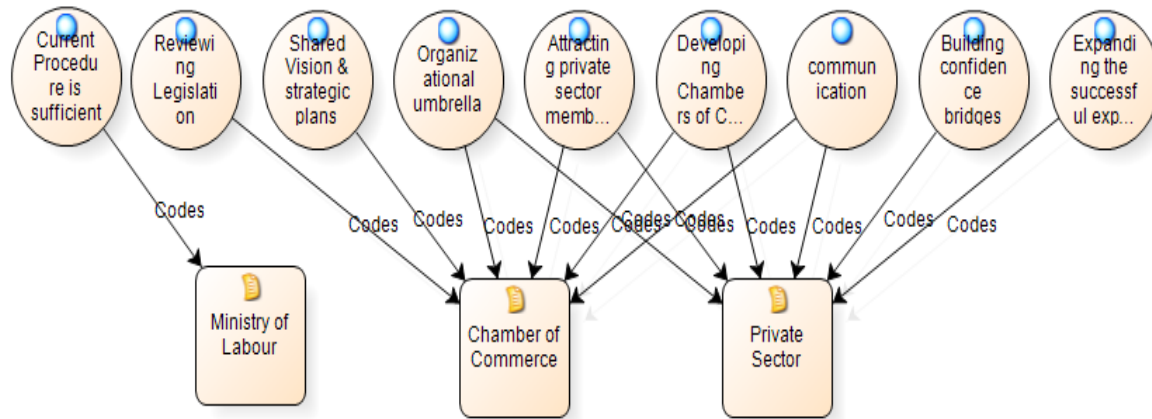 Current
Procedu
re is
sufficient
Reviewi
ng
Legislati
on
Shared
Vision &
strategic
plans
Organiz
ational
umbrella
Attractin
g private
sector
memb...
Developi
ng
Chambe
rs of C...
commun
ication
Building
confiden
ce
bridges
Expandi
ng the
successf
ul exp...
Codes
Codes
Codes
Codes
Codes
Codes
Codes
Codes
Codes
Codes
Codes
Codes
Ministry of
Labour
Chamber of
Commerce
Private
Sector